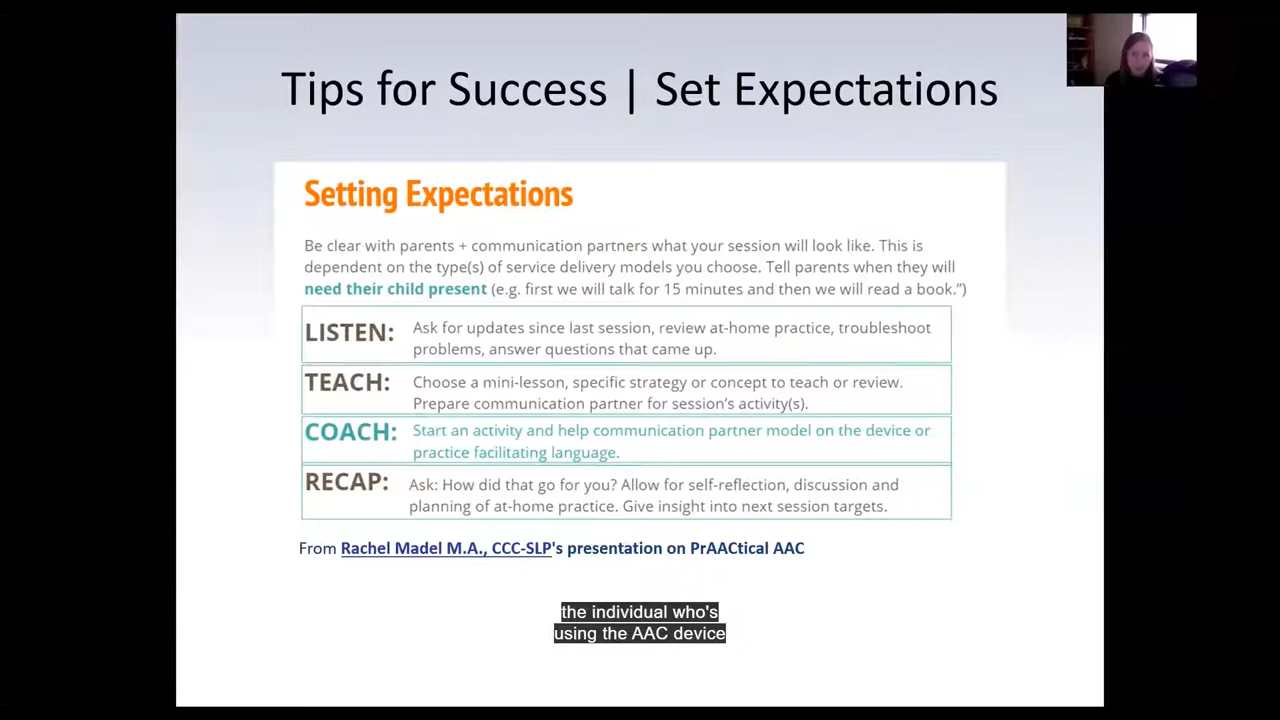 Tips for Success | Set Expectations
Setting Expectations
Be clear with parents + communication partners what your session will look like. This is
dependent on the type(s) of service delivery models you choose. Tell parents when they will
need their child present (e.g. first we will talk for 15 minutes and then we will read a book.”)
LISTEN: Ask for updates since last session, review at-home practice, troubleshoot
problems, answer questions that came up.
TEACH: Choose a mini-lesson, specific strategy or concept to teach or review.
Prepare communication partner for session’s activity(s).
COACH: Start an activity and help communication partner model on the device or
practice facilitating language.
RECAP: Ask: How did that go for you? Allow for self-reflection, discussion and
planning of at-home practice. Give insight into next session targets.
From Rachel Madel M.A., CCC-SLP's presentation on PrAACtical AAC
the individual who's
using the AAC device